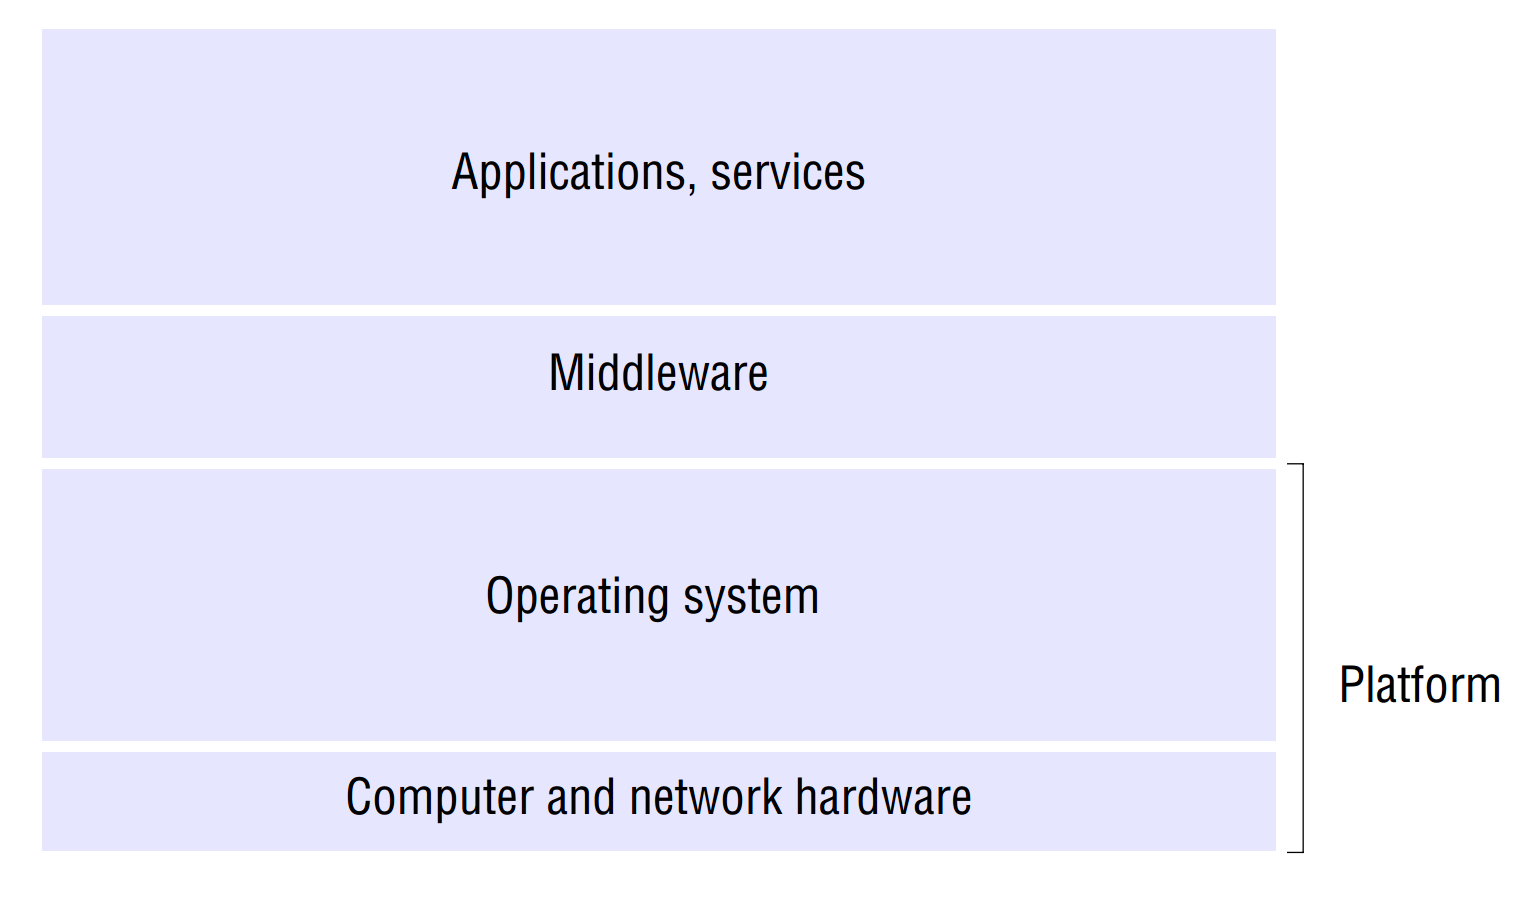 Applications, services
Middleware
Operating system
Platform
Computer and network hardware